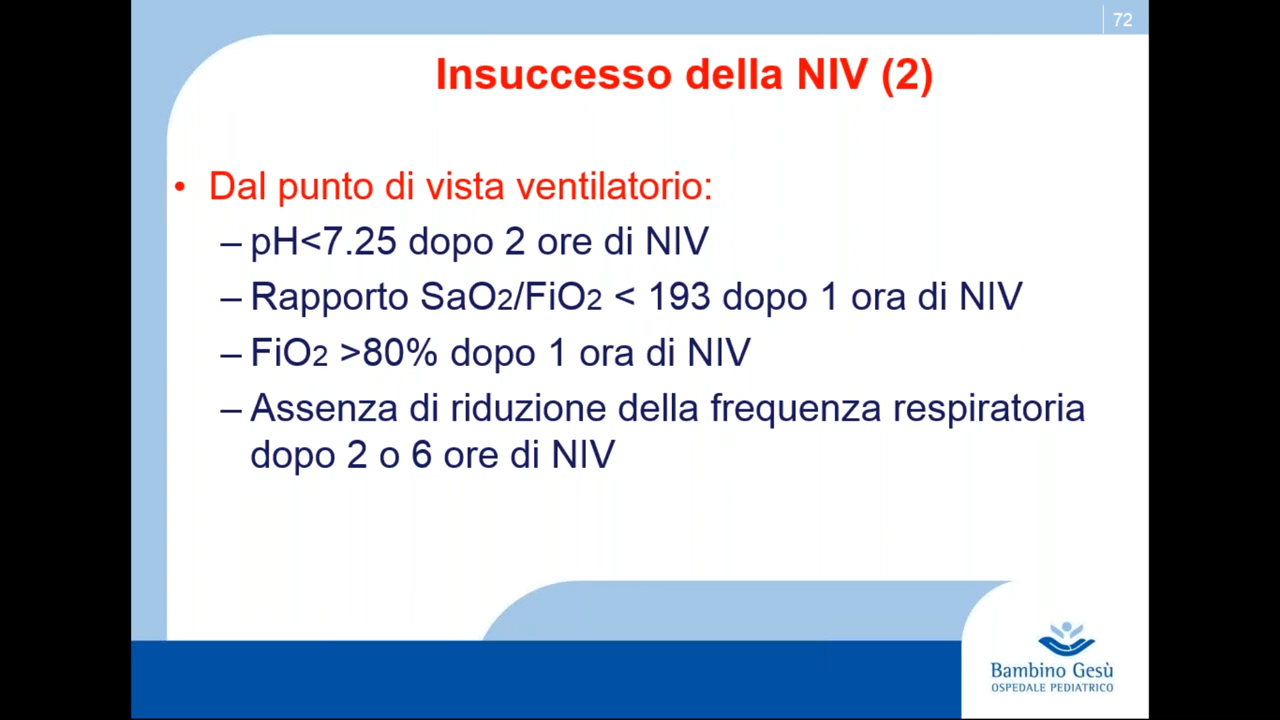 72
Insuccesso della NIV (2)
• Dal punto di vista ventilatorio:
– pH<7.25 dopo 2 ore di NIV
– Rapporto SaO2/FiO2 < 193 dopo 1 ora di NIV
– FiO2 >80% dopo 1 ora di NIV
– Assenza di riduzione della frequenza respiratoria
dopo 2 o 6 ore di NIV
Bambino Gesù
OSPEDALE PEDIATRICO